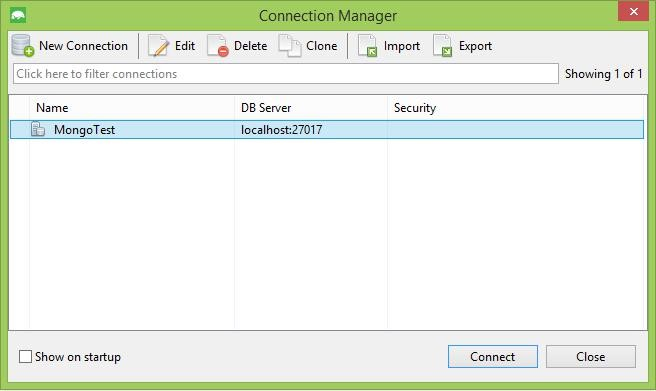 Connection Manager
New Connection Edit Delete Clone Import Export
Click here to filter connections Showing 1 of 1
Name DB Server Security
MongoTest localhost:27017
Show on startup Connect Close